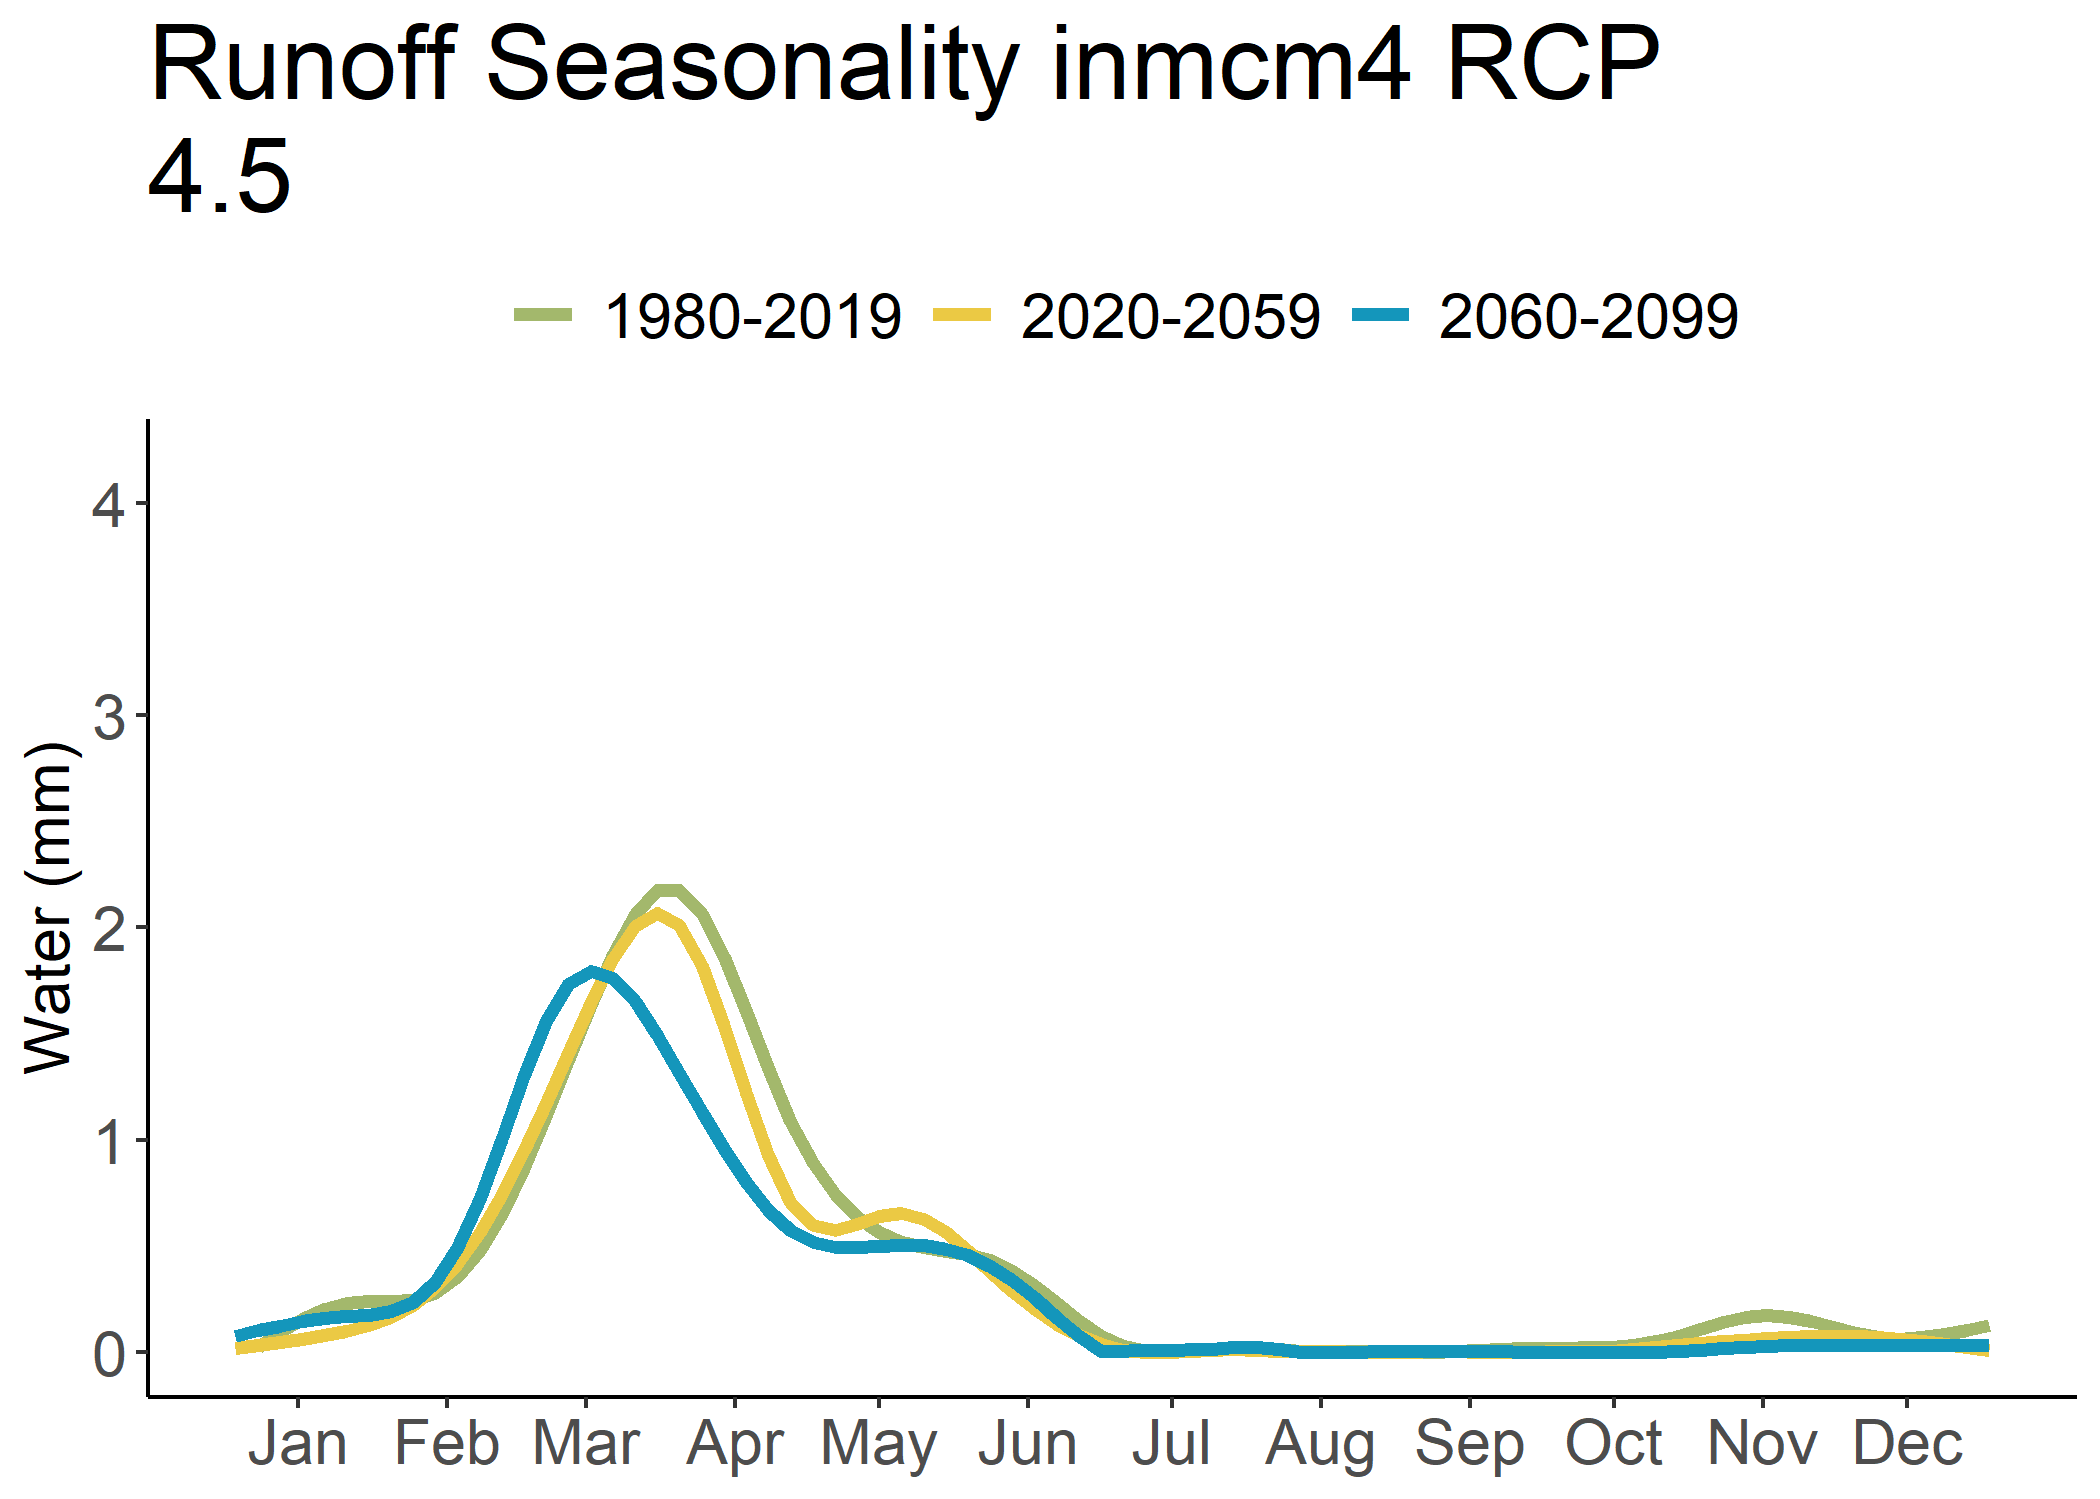 Runoff Seasonality inmcm4 RCP
4.5
1980-2019 2020-2059 2060-2099
Water (mm)
4
3
2
1
0
Jan Feb Mar Apr May Jun Jul Aug Sep Oct Nov Dec